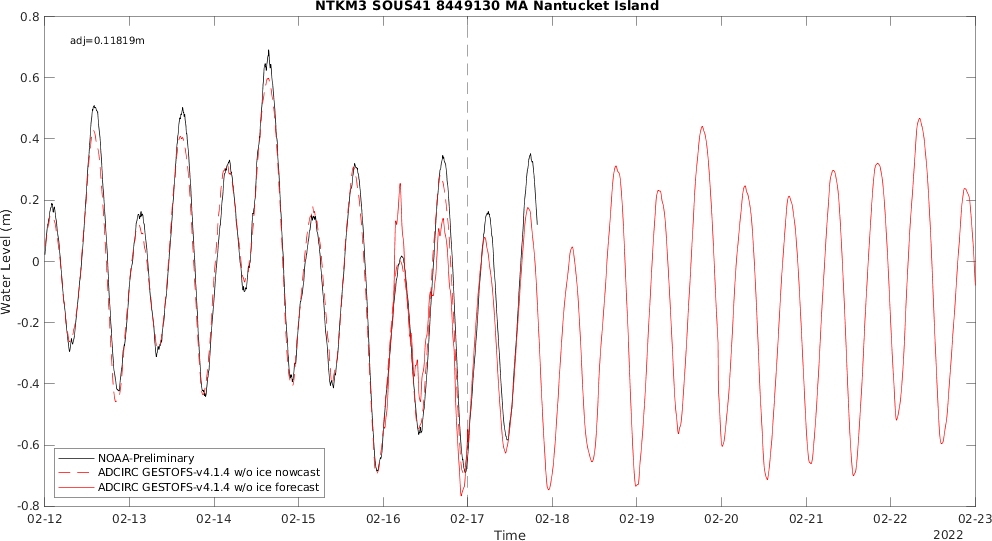 NTKM3 SOUS41 8449130 MA Nantucket Island
adj=0.11819m
0.8
0.6
0.4
0.2
0
-0.2
-0.4
-0.6
-0.8
Water Level (m)
NOAA-Preliminary
ADCIRC GESTOFS-v4.1.4 w/o ice nowcast
ADCIRC GESTOFS-v4.1.4 w/o ice forecast
02-12 02-13 02-14 02-15 02-16 02-17 02-18 02-19 02-20 02-21 02-22 02-23
Time
2022